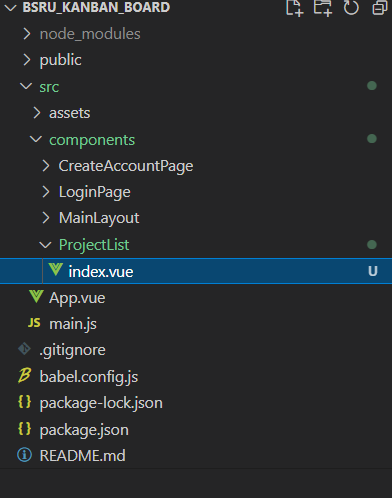 BSRU_KANBAN_BOARD
node_modules
public
src
assets
components
CreateAccountPage
LoginPage
MainLayout
ProjectList
index.vue U
App.vue
JS main.js
.gitignore
babel.config.js
package-lock.json
package.json
README.md